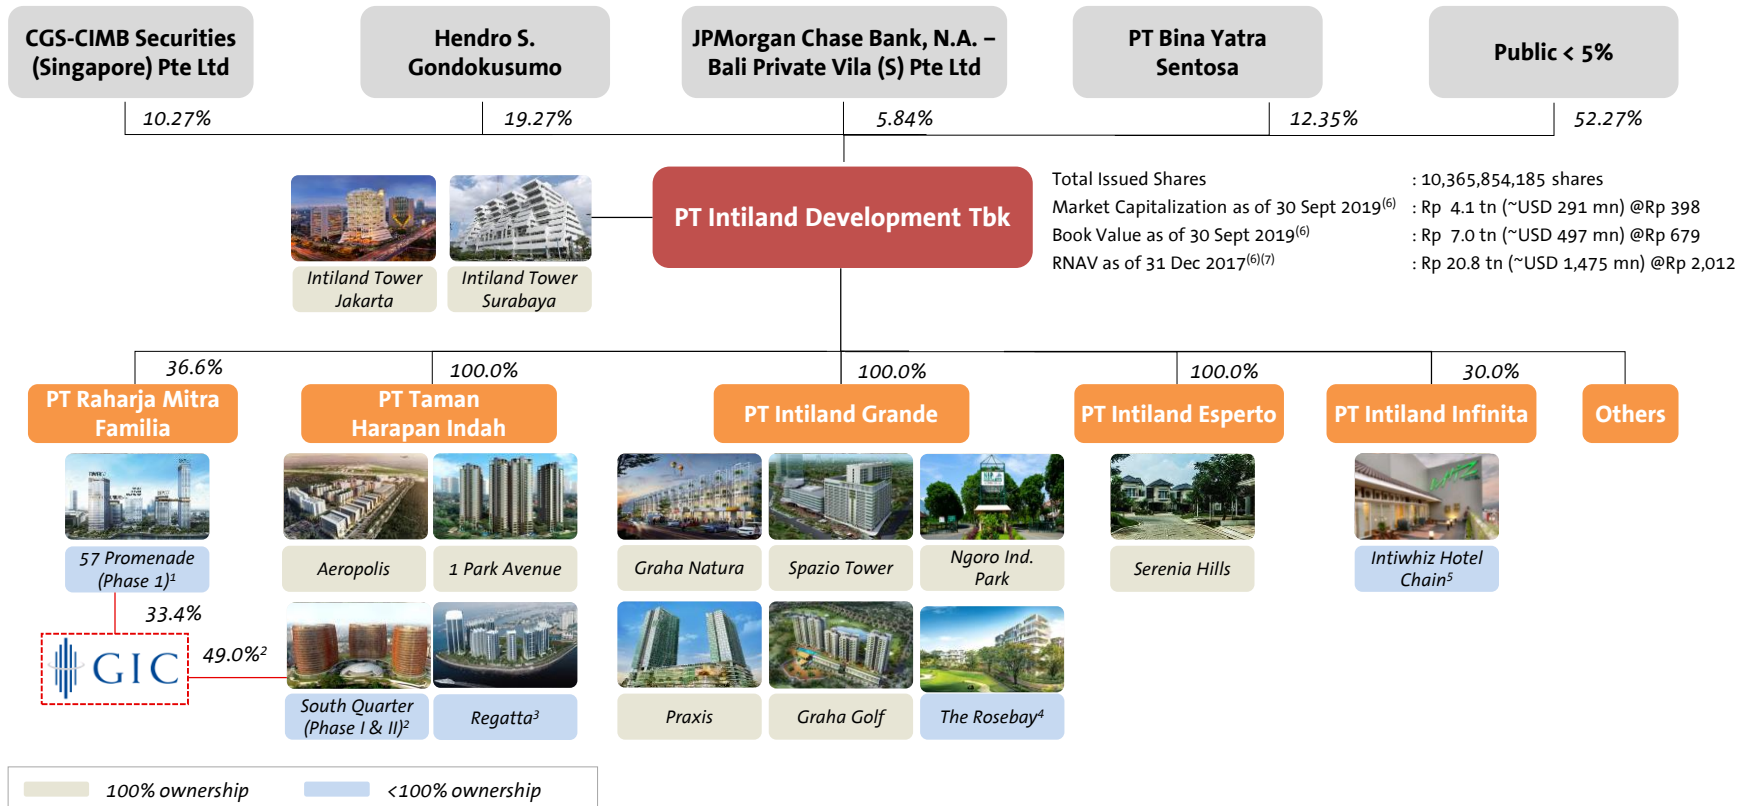 CGS-CIMB Securities
(Singapore) Pte Ltd
Hendro S.
Gondokusumo
JPMorgan Chase Bank, N.A. –
Bali Private Vila (S) Pte Ltd
PT Bina Yatra
Sentosa
Public < 5%
10.27%
19.27%
5.84%
12.35%
52.27%
Intiland Tower
Jakarta
Intiland Tower
Surabaya
PT Intiland Development Tbk
Total Issued Shares : 10,365,854,185 shares
Market Capitalization as of 30 Sept 2019(6) : Rp 4.1 tn (~USD 291 mn) @Rp 398
Book Value as of 30 Sept 2019(6) : Rp 7.0 tn (~USD 497 mn) @Rp 679
RNAV as of 31 Dec 2017(6)(7) : Rp 20.8 tn (~USD 1,475 mn) @Rp 2,012
36.6%
100.0%
100.0%
100.0%
30.0%
PT Raharja Mitra
Familia
PT Taman
Harapan Indah
PT Intiland Grande
PT Intiland Esperto
PT Intiland Infinita
Others
57 Promenade
(Phase 1)1
Aeropolis
1 Park Avenue
Graha Natura
Spazio Tower
Ngoro Ind.
Park
Serenia Hills
Intiwhiz Hotel
Chain5
33.4%
GIC
49.0%2
South Quarter
(Phase I & II)2
Regatta3
Praxis
Graha Golf
The Rosebay4
100% ownership
<100% ownership